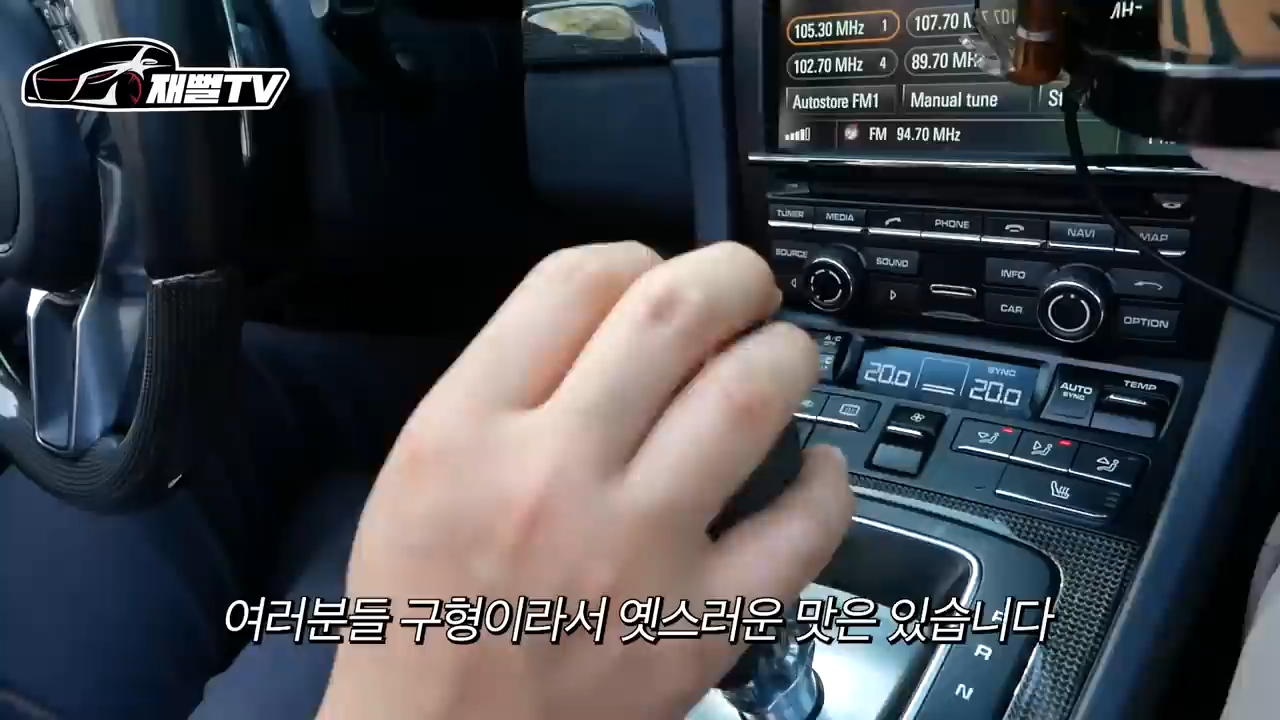 재뻘TV
105.30 MHz 1
107.70 M
102.70 MHz 4
89.70 MHz
Autostore FM1
Manual tune
FM 94.70 MHz
TUNER
MEDIA
PHONE
NAVI
MAP
SOURCE
SOUND
INFO
CAR
OPTION
A/C
20.0
SYNC
20.0
AUTO
SYNC
TEMP
여러분들 구형이라서 옛스러운 맛은 있습니다
P
R
N